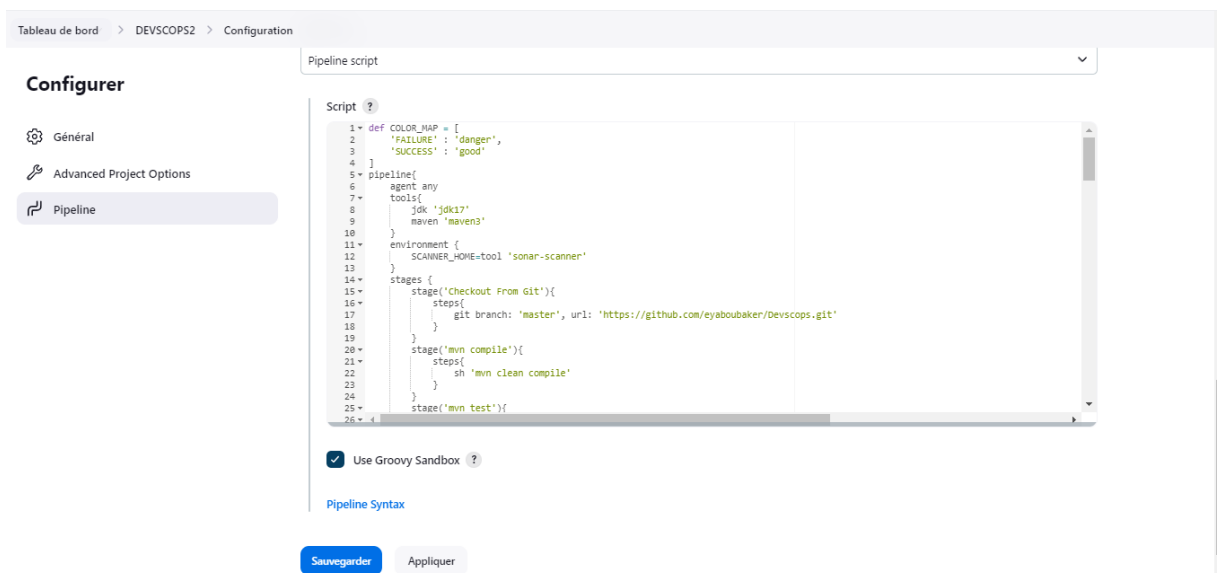 Tableau de bord > DEVSCOPS2 > Configuration
Configurer
Général
Advanced Project Options
Pipeline
Pipeline script
Script ?
1 def COLOR_MAP = [
2     'FAILURE' : 'danger',
3     'SUCCESS' : 'good'
4 ]
5 pipeline{
6     agent any
7     tools{
8         jdk 'jdk17'
9         maven 'maven3'
10     }
11     environment {
12         SCANNER_HOME=tool 'sonar-scanner'
13     }
14     stages {
15         stage('Checkout From Git'){
16             steps{
17                 git branch: 'master', url: 'https://github.com/eyaboubaker/Devscops.git'
18             }
19         }
20         stage('mvn compile'){
21             steps{
22                 sh 'mvn clean compile'
23             }
24         }
25         stage('mvn test'){
26
Use Groovy Sandbox ?
Pipeline Syntax
Sauvegarder
Appliquer